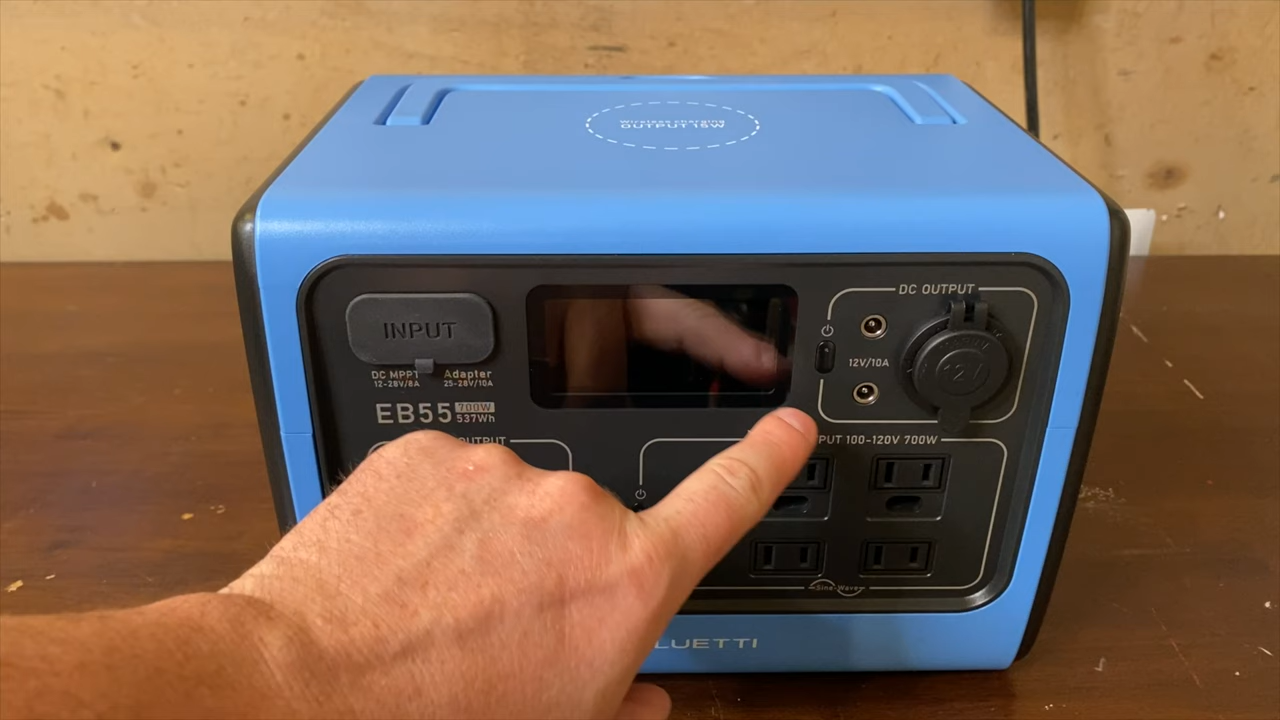 Wireless charging
OUTPUT 15W
DC OUTPUT
INPUT
12V/10A
12V
DC MPPT
12-28V/8A
Adapter
25-28V/10A
EB55
700W
537Wh
OUTPUT
PUT 100-120V 700W
Sine-Wave
LUETTI